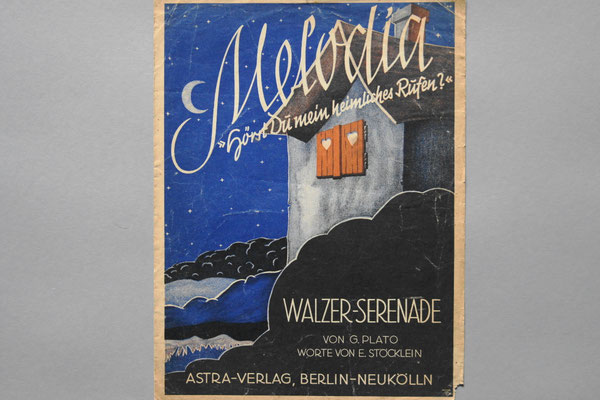 Melodia
»Hörst Du mein heimliches Rufen?«
WALZER-SERENADE
VON G. PLATO
WORTE VON E. STÖCKLEIN
ASTRA-VERLAG, BERLIN-NEUKÖLLN